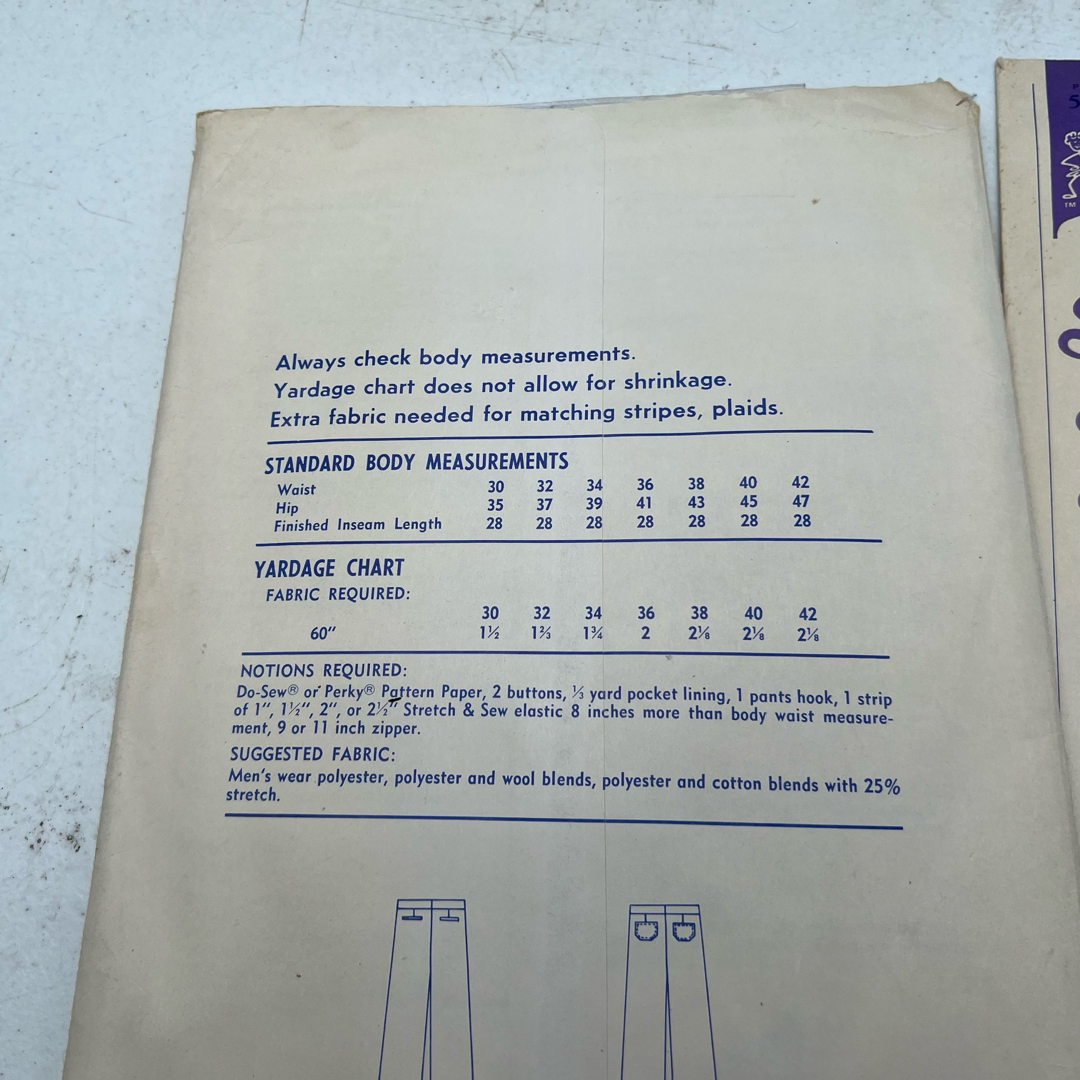 Always check body measurements.
Yardage chart does not allow for shrinkage.
Extra fabric needed for matching stripes, plaids.
STANDARD BODY MEASUREMENTS
Waist 30 32 34 36 38 40 42
Hip 35 37 39 41 43 45 47
Finished Inseam Length 28 28 28 28 28 28 28
YARDAGE CHART
FABRIC REQUIRED:
30 32 34 36 38 40 42
60" 1½ 1⅔ 1¾ 2 2⅛ 2⅛ 2⅛
NOTIONS REQUIRED:
Do-Sew® or Perky® Pattern Paper, 2 buttons, ⅓ yard pocket lining, 1 pants hook, 1 strip
of 1", 1½", 2", or 2½" Stretch & Sew elastic 8 inches more than body waist measure-
ment, 9 or 11 inch zipper.
SUGGESTED FABRIC:
Men's wear polyester, polyester and wool blends, polyester and cotton blends with 25%
stretch.
TM